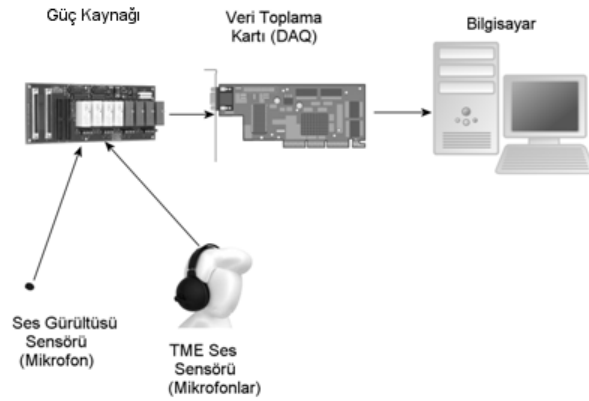 Güç Kaynağı
Veri Toplama
Kartı (DAQ)
Bilgisayar
Ses Gürültüsü
Sensörü
(Mikrofon)
TME Ses
Sensörü
(Mikrofonlar)